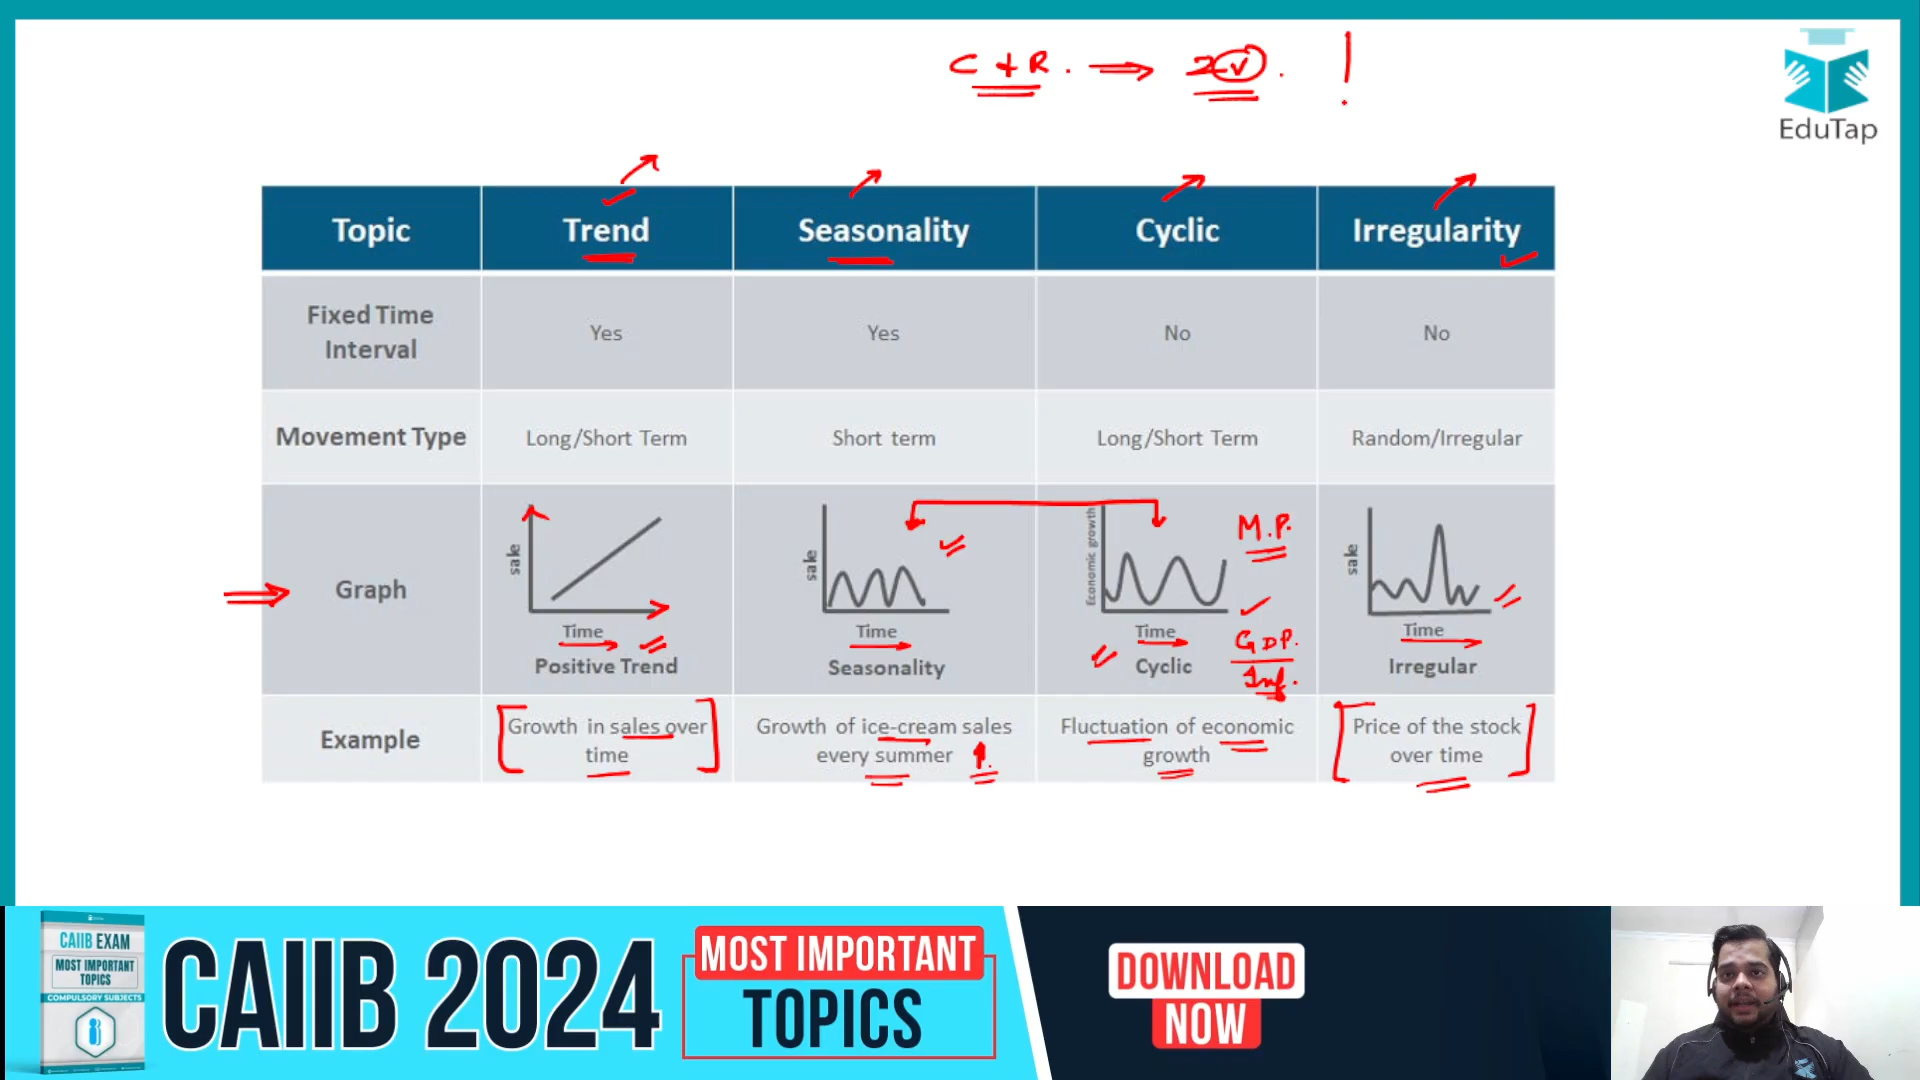 C + R. ⇒ 2V. !
EduTap
Topic Trend Seasonality Cyclic Irregularity
Fixed Time
Interval
Yes Yes No No
Movement Type Long/Short Term Short term Long/Short Term Random/Irregular
Graph
sale
Time
Positive Trend
sale
Time
Seasonality
Economic growth
Time
Cyclic
M.P.
GDP.
Inf.
sale
Time
Irregular
Example
Growth in sales over
time
Growth of ice-cream sales
every summer
Fluctuation of economic
growth
Price of the stock
over time
CAIIB EXAM
MOST IMPORTANT
TOPICS
COMPULSORY SUBJECTS
CAIIB 2024
MOST IMPORTANT
TOPICS
DOWNLOAD
NOW